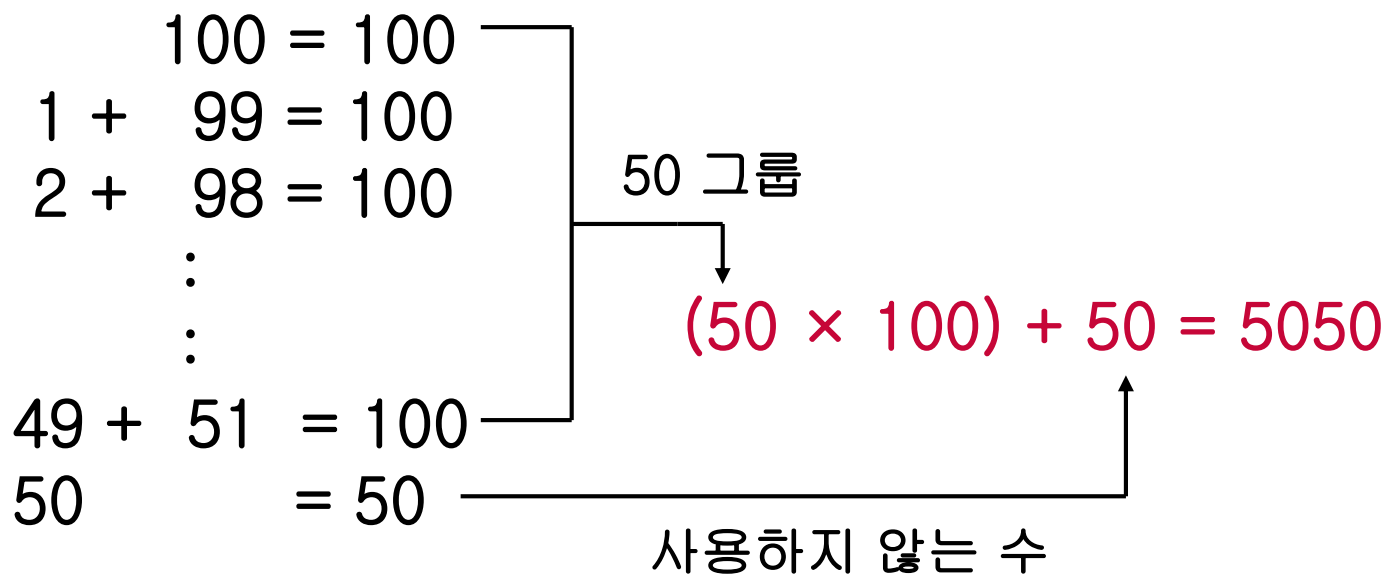 100 = 100
1 + 99 = 100
2 + 98 = 100
:
:
49 + 51 = 100
50 = 50
50 그룹
(50 × 100) + 50 = 5050
사용하지 않는 수